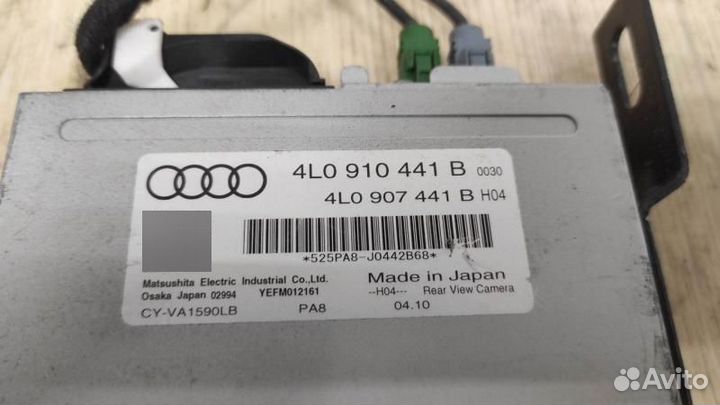 4L0 910 441 B 0030
4L0 907 441 B H04
*525PA8-J0442B68*
Matsushita Electric Industrial Co.,Ltd.
Osaka Japan 02994 YEFM012161
CY-VA1590LB PA8
Made in Japan
--H04--- Rear View Camera
04.10
Avito